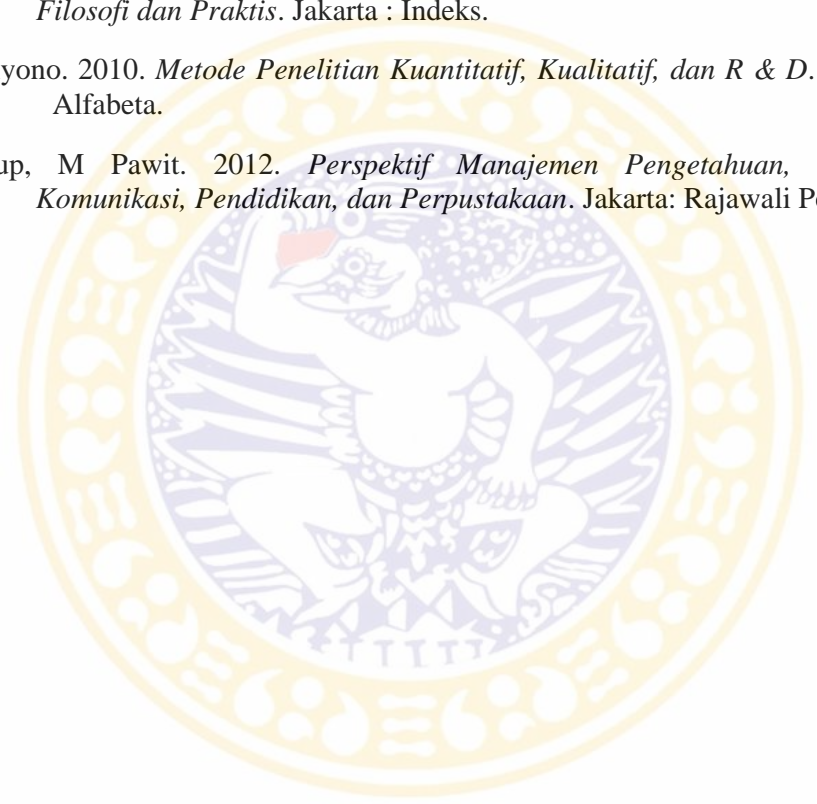 Filosofi dan Praktis. Jakarta : Indeks.
yono. 2010. Metode Penelitian Kuantitatif, Kualitatif, dan R & D.
Alfabeta.
up, M Pawit. 2012. Perspektif Manajemen Pengetahuan,
Komunikasi, Pendidikan, dan Perpustakaan. Jakarta: Rajawali P